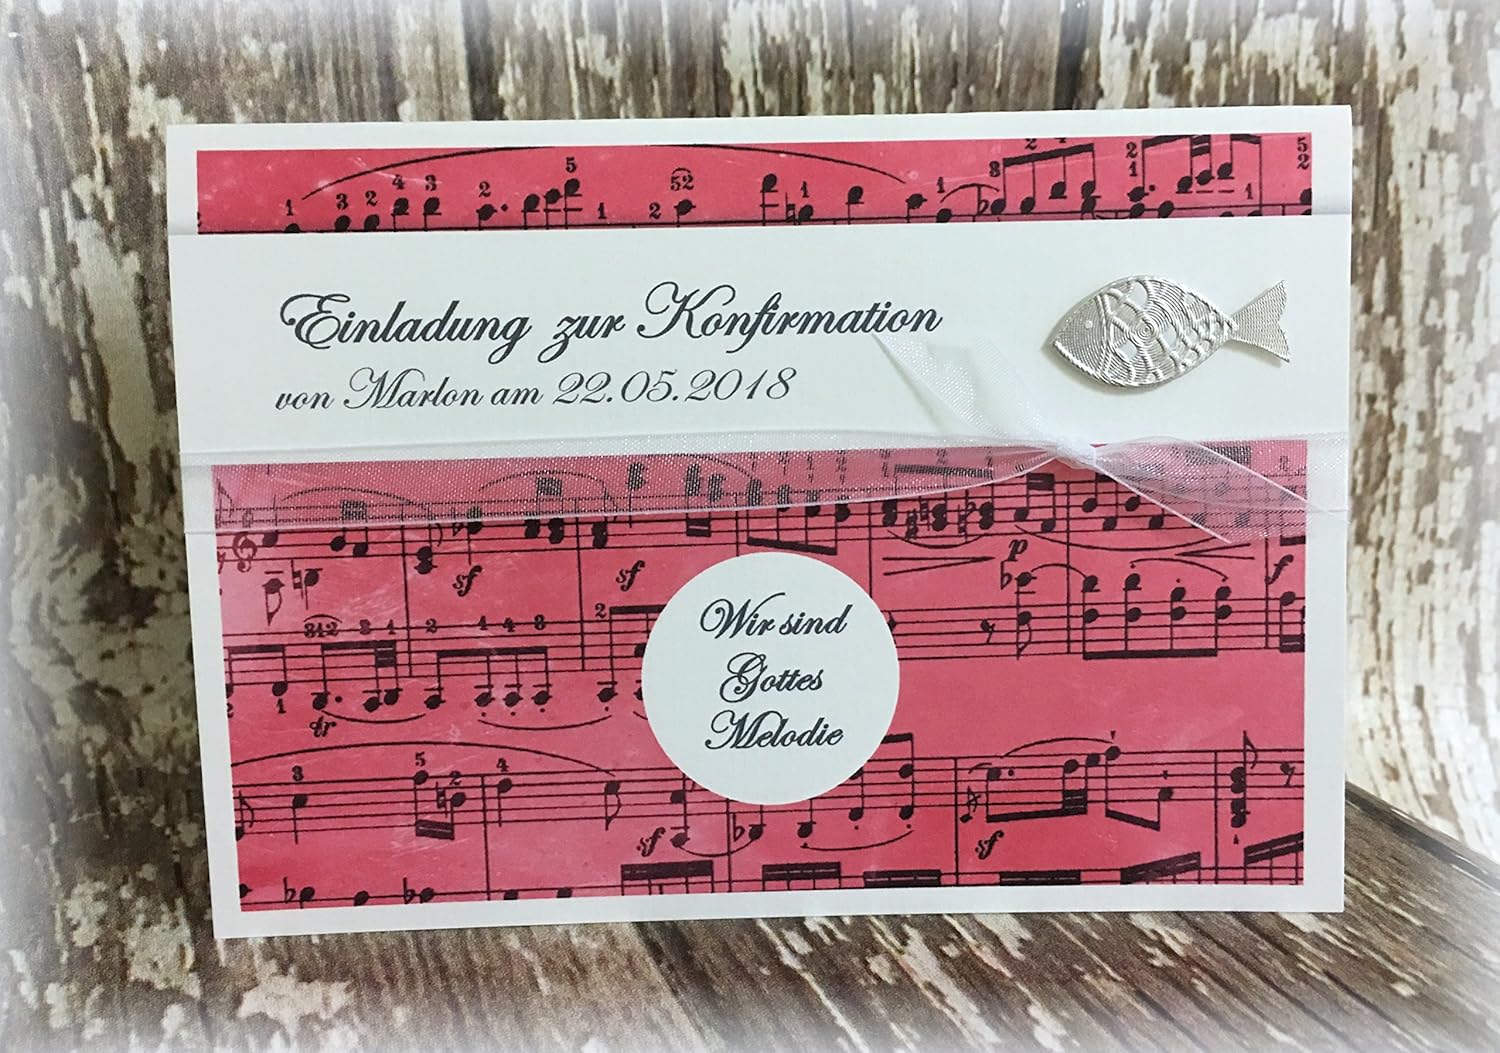 Einladung zur Konfirmation
von Marlon am 22.05.2018
Wir sind
Gottes
Melodie